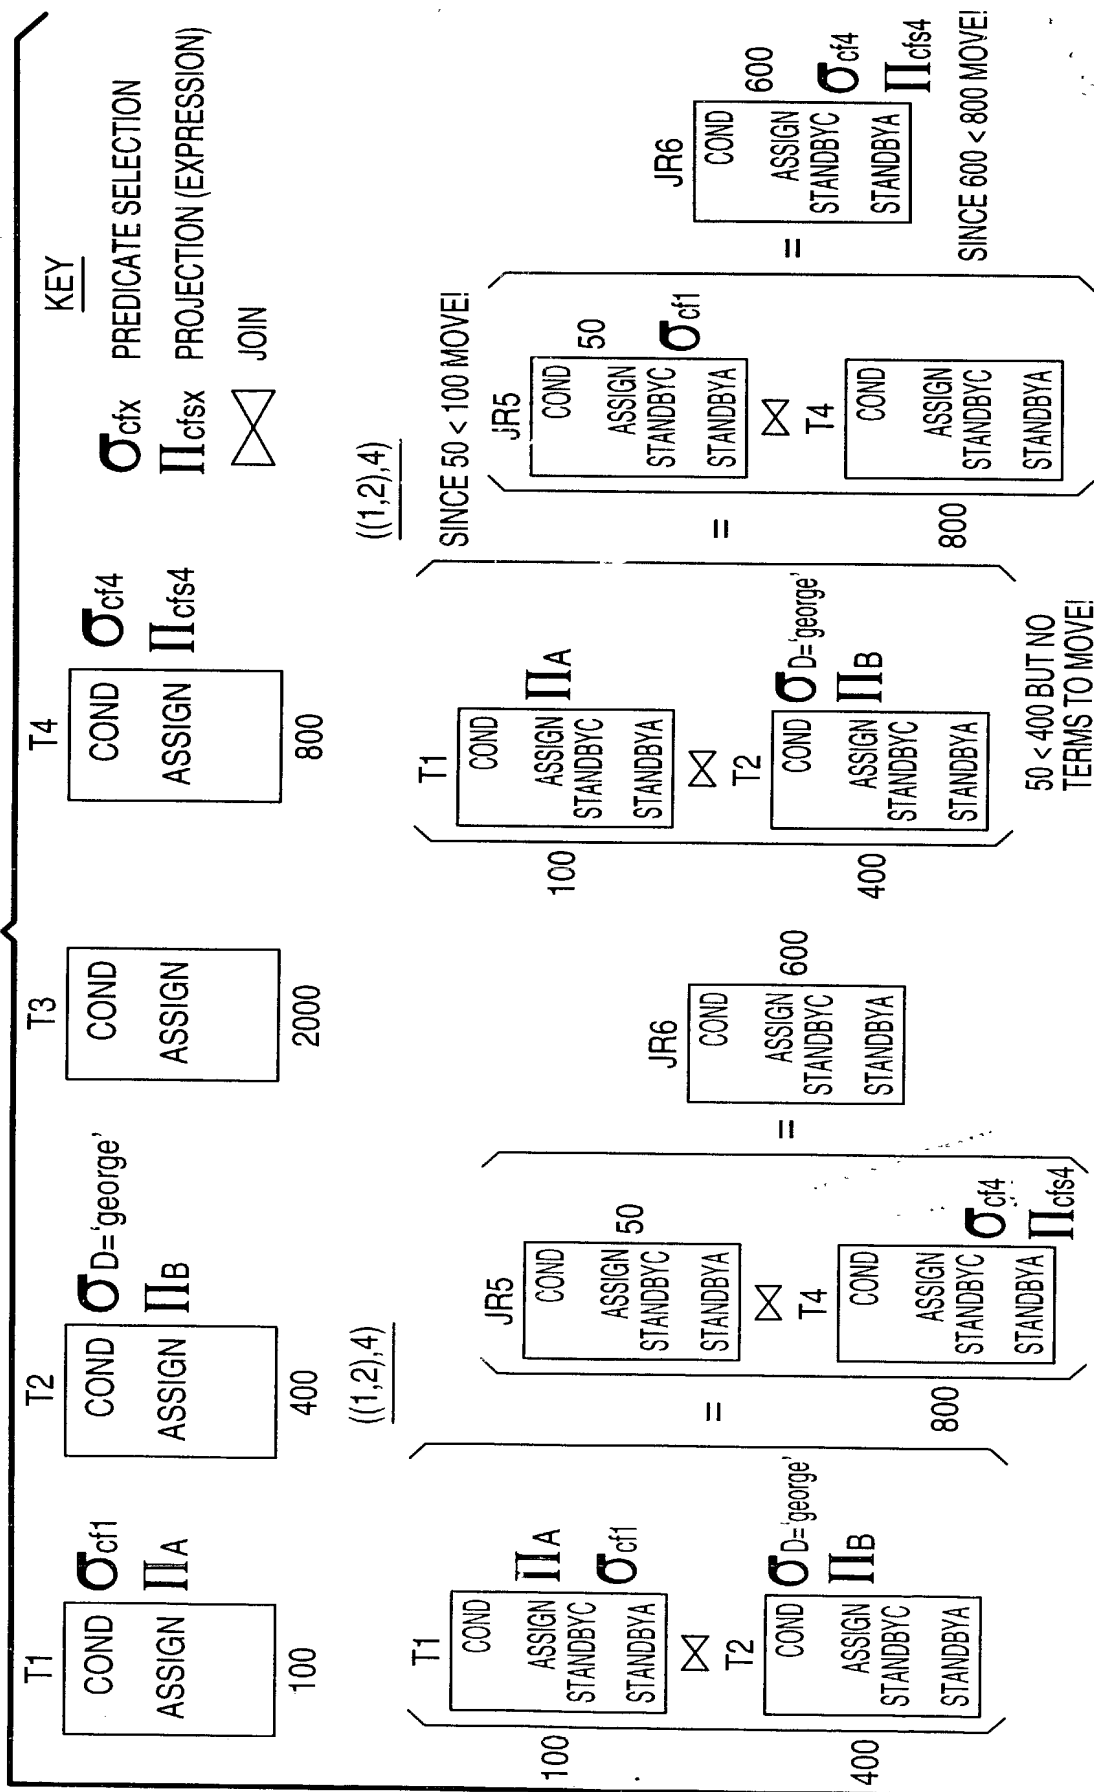 T1
COND
ASSIGN
σcf1
ΠA
100
T2
COND
ASSIGN
σD='george'
ΠB
400
T3
COND
ASSIGN
2000
T4
COND
ASSIGN
σcf4
Πcfs4
800
KEY
σcfx PREDICATE SELECTION
Πcfsx PROJECTION (EXPRESSION)
⋈ JOIN
((1,2),4)
100
T1
COND
ASSIGN
STANDBYC
STANDBYA
ΠA
σcf1
⋈
400
T2
COND
ASSIGN
STANDBYC
STANDBYA
σD='george'
ΠB
=
JR5
COND
ASSIGN
STANDBYC
STANDBYA
50
⋈
800
T4
COND
ASSIGN
STANDBYC
STANDBYA
σcf4
Πcfs4
=
JR6
COND
ASSIGN
STANDBYC
STANDBYA
600
((1,2),4)
SINCE 50 < 100 MOVE!
100
T1
COND
ASSIGN
STANDBYC
STANDBYA
ΠA
⋈
400
T2
COND
ASSIGN
STANDBYC
STANDBYA
σD='george'
ΠB
50 < 400 BUT NO
TERMS TO MOVE!
=
JR5
COND
ASSIGN
STANDBYC
STANDBYA
50
σcf1
⋈
800
T4
COND
ASSIGN
STANDBYC
STANDBYA
=
JR6
COND
ASSIGN
STANDBYC
STANDBYA
600
σcf4
Πcfs4
SINCE 600 < 800 MOVE!